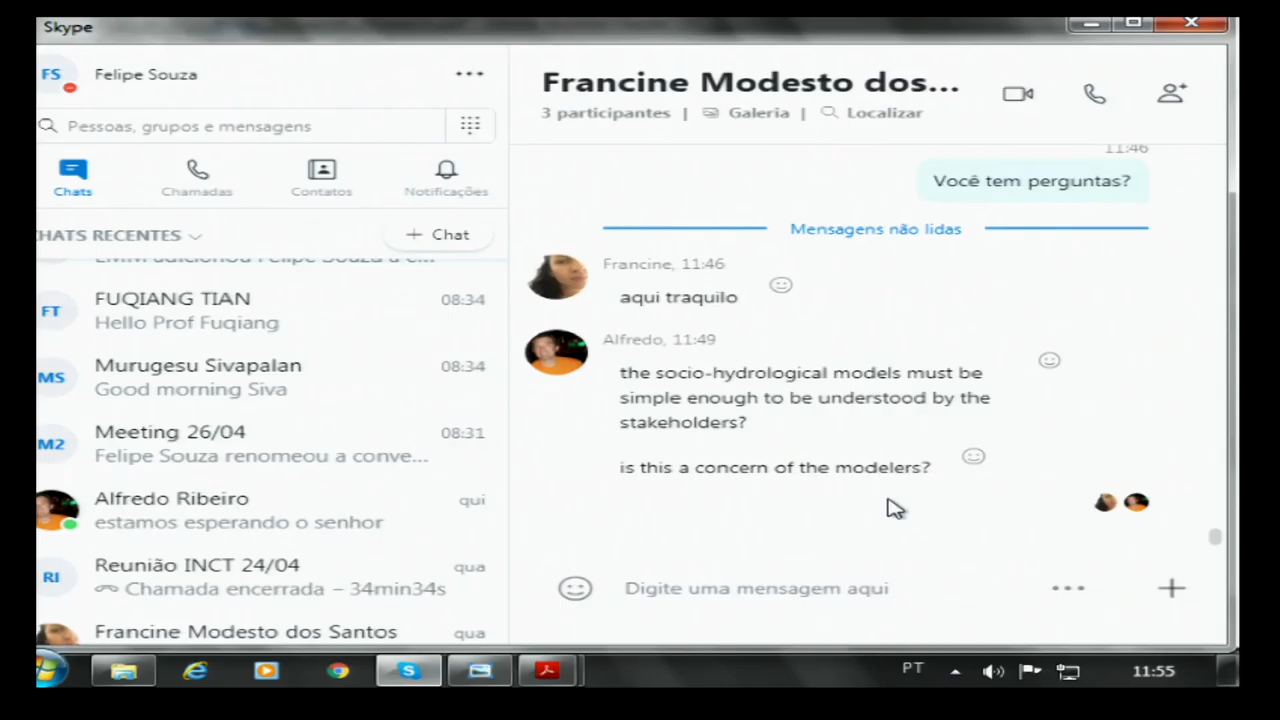 Skype
FS
Felipe Souza
Pessoas, grupos e mensagens
Chats
Chamadas
Contatos
Notificações
CHATS RECENTES
+ Chat
EMM adicionou Felipe Souza a c...
FT
FUQIANG TIAN
08:34
Hello Prof Fuqiang
MS
Murugesu Sivapalan
08:34
Good morning Siva
M2
Meeting 26/04
08:31
Felipe Souza renomeou a conve...
Alfredo Ribeiro
qui
estamos esperando o senhor
RI
Reunião INCT 24/04
qua
Chamada encerrada – 34min34s
Francine Modesto dos Santos
qua
Francine Modesto dos...
3 participantes | Galeria | Localizar
11:46
Você tem perguntas?
Mensagens não lidas
Francine, 11:46
aqui traquilo
Alfredo, 11:49
the socio-hydrological models must be
simple enough to be understood by the
stakeholders?
is this a concern of the modelers?
Digite uma mensagem aqui
PT
11:55